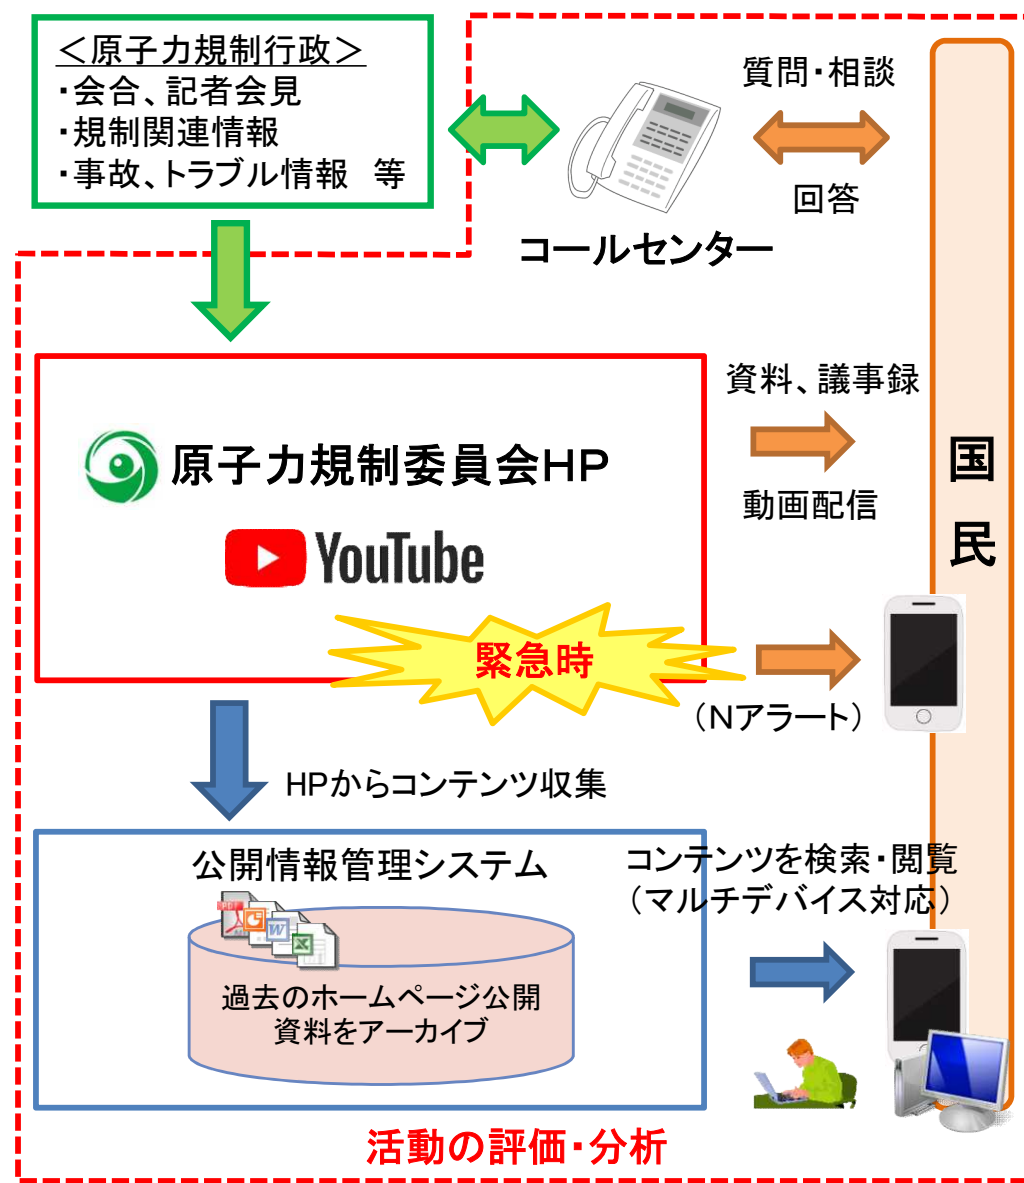 ＜原子力規制行政＞
・会合、記者会見
・規制関連情報
・事故、トラブル情報　等
質問・相談
回答
コールセンター
原子力規制委員会HP
YouTube
資料、議事録
動画配信
国民
緊急時
（Nアラート）
HPからコンテンツ収集
公開情報管理システム
過去のホームページ公開
資料をアーカイブ
コンテンツを検索・閲覧
（マルチデバイス対応）
活動の評価・分析